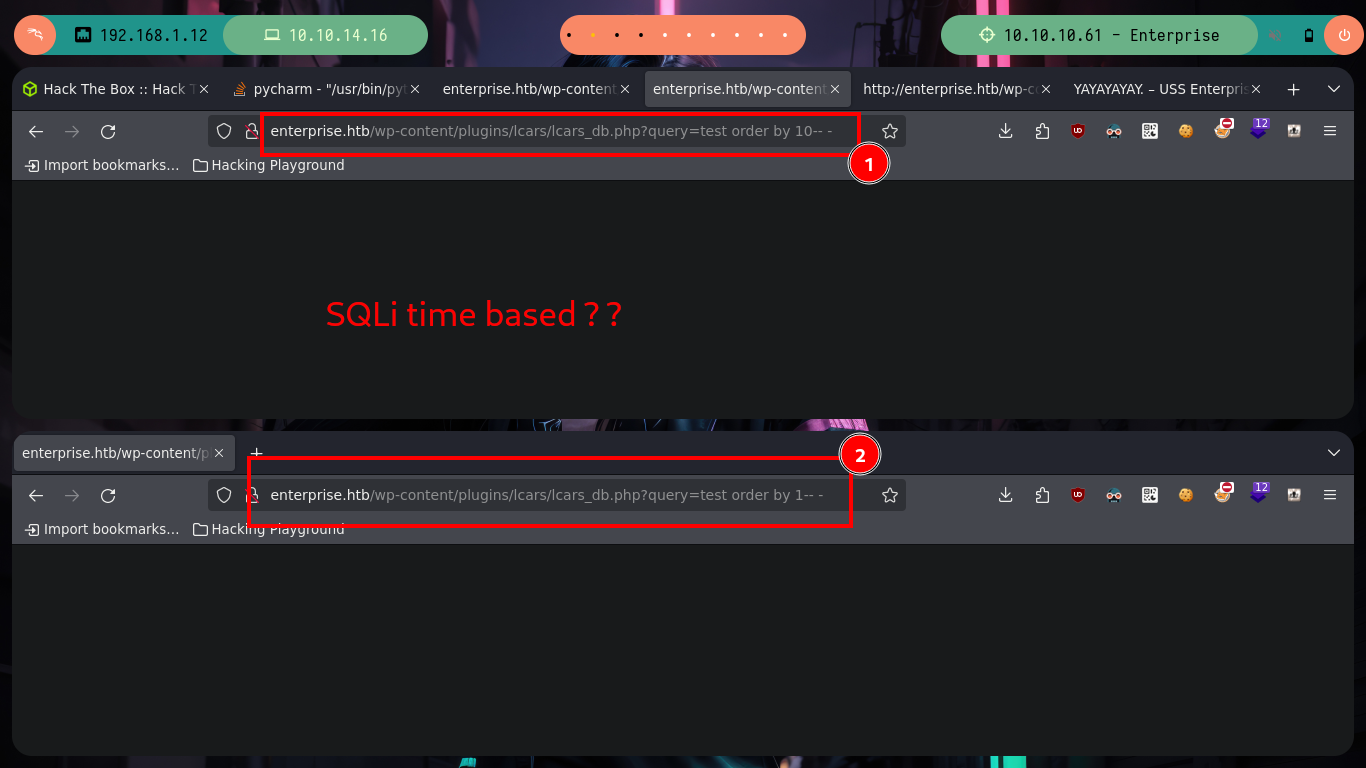 192.168.1.12
10.10.14.16
10.10.10.61 - Enterprise
Hack The Box :: Hack T
pycharm - "/usr/bin/pyt
enterprise.htb/wp-content
enterprise.htb/wp-content
http://enterprise.htb/wp-c
YAYAYAYAY. – USS Enterpris
enterprise.htb/wp-content/plugins/lcars/lcars_db.php?query=test order by 10-- -
12
Import bookmarks...
Hacking Playground
1
SQLi time based ? ?
enterprise.htb/wp-content/p
2
enterprise.htb/wp-content/plugins/lcars/lcars_db.php?query=test order by 1-- -
12
Import bookmarks...
Hacking Playground